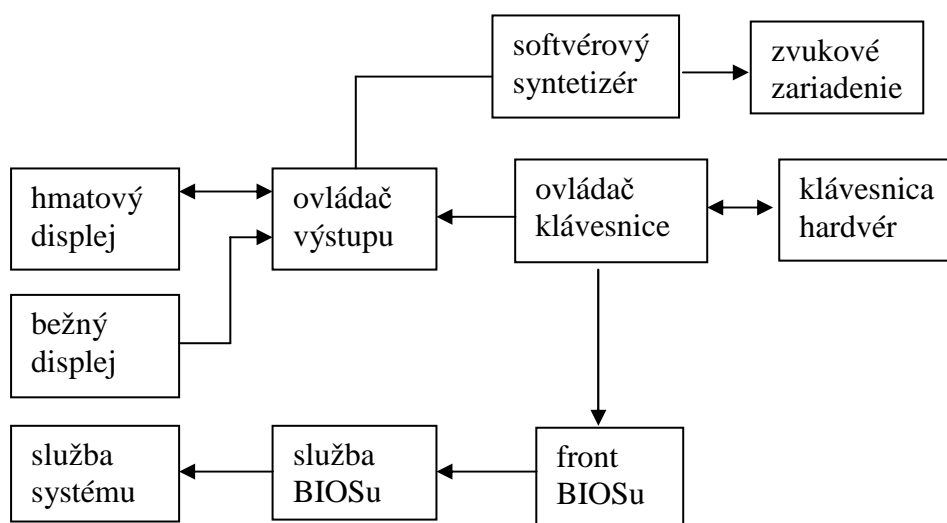 softvérový
syntetizér
zvukové
zariadenie
hmatový
displej
ovládač
výstupu
ovládač
klávesnice
klávesnica
hardvér
bežný
displej
služba
systému
služba
BIOSu
front
BIOSu